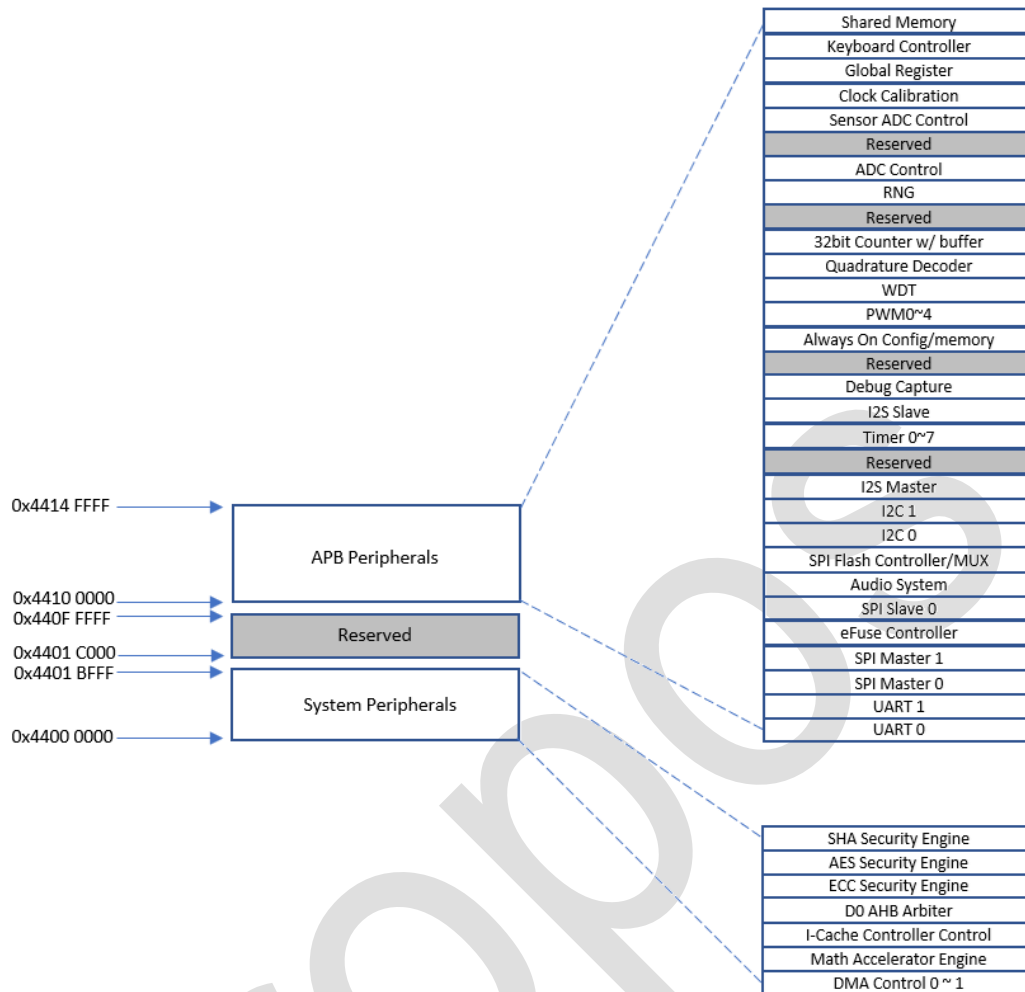 Shared Memory
Keyboard Controller
Global Register
Clock Calibration
Sensor ADC Control
Reserved
ADC Control
RNG
Reserved
32bit Counter w/ buffer
Quadrature Decoder
WDT
PWM0~4
Always On Config/memory
Reserved
Debug Capture
I2S Slave
Timer 0~7
Reserved
I2S Master
I2C 1
I2C 0
SPI Flash Controller/MUX
Audio System
SPI Slave 0
eFuse Controller
SPI Master 1
SPI Master 0
UART 1
UART 0
0x4414 FFFF
APB Peripherals
0x4410 0000
0x440F FFFF
Reserved
0x4401 C000
0x4401 BFFF
System Peripherals
0x4400 0000
SHA Security Engine
AES Security Engine
ECC Security Engine
D0 AHB Arbiter
I-Cache Controller Control
Math Accelerator Engine
DMA Control 0 ~ 1